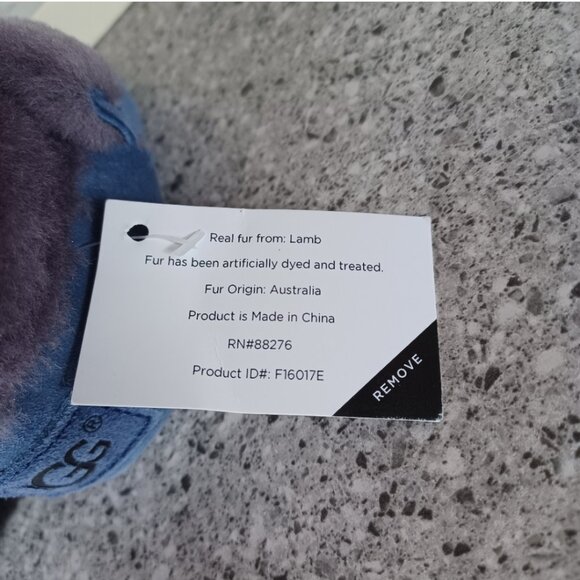 Real fur from: Lamb
Fur has been artificially dyed and treated.
Fur Origin: Australia
Product is Made in China
RN#88276
Product ID#: F16017E
REMOVE
GG®